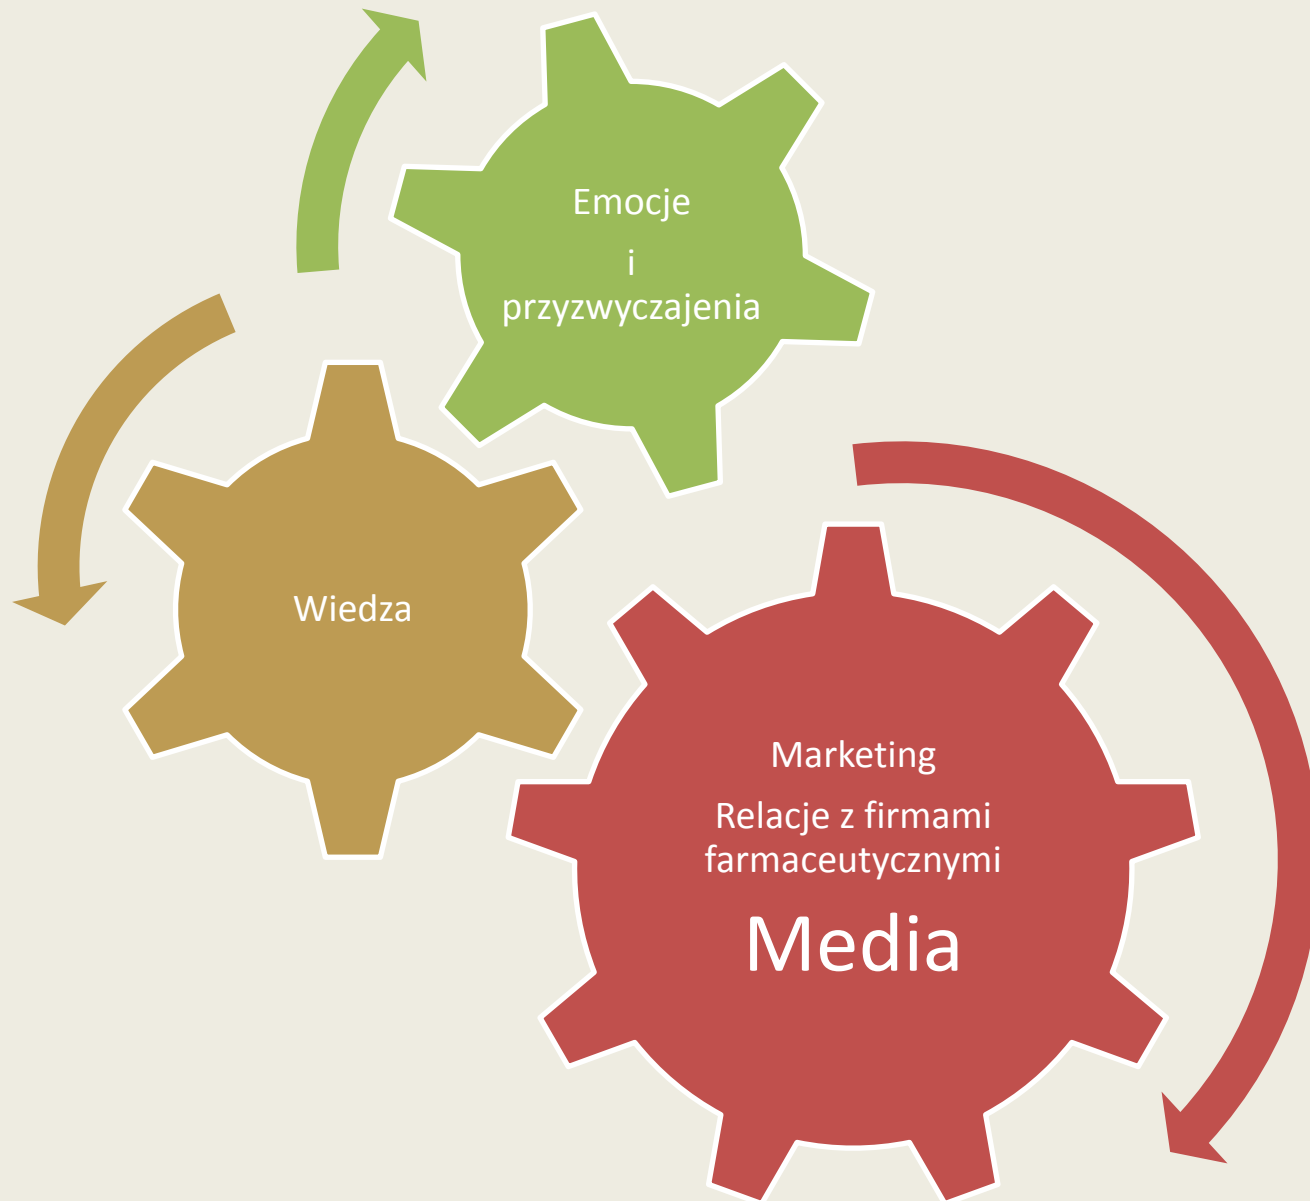 Emocje
i
przyzwyczajenia
Wiedza
Marketing
Relacje z firmami
farmaceutycznymi
Media